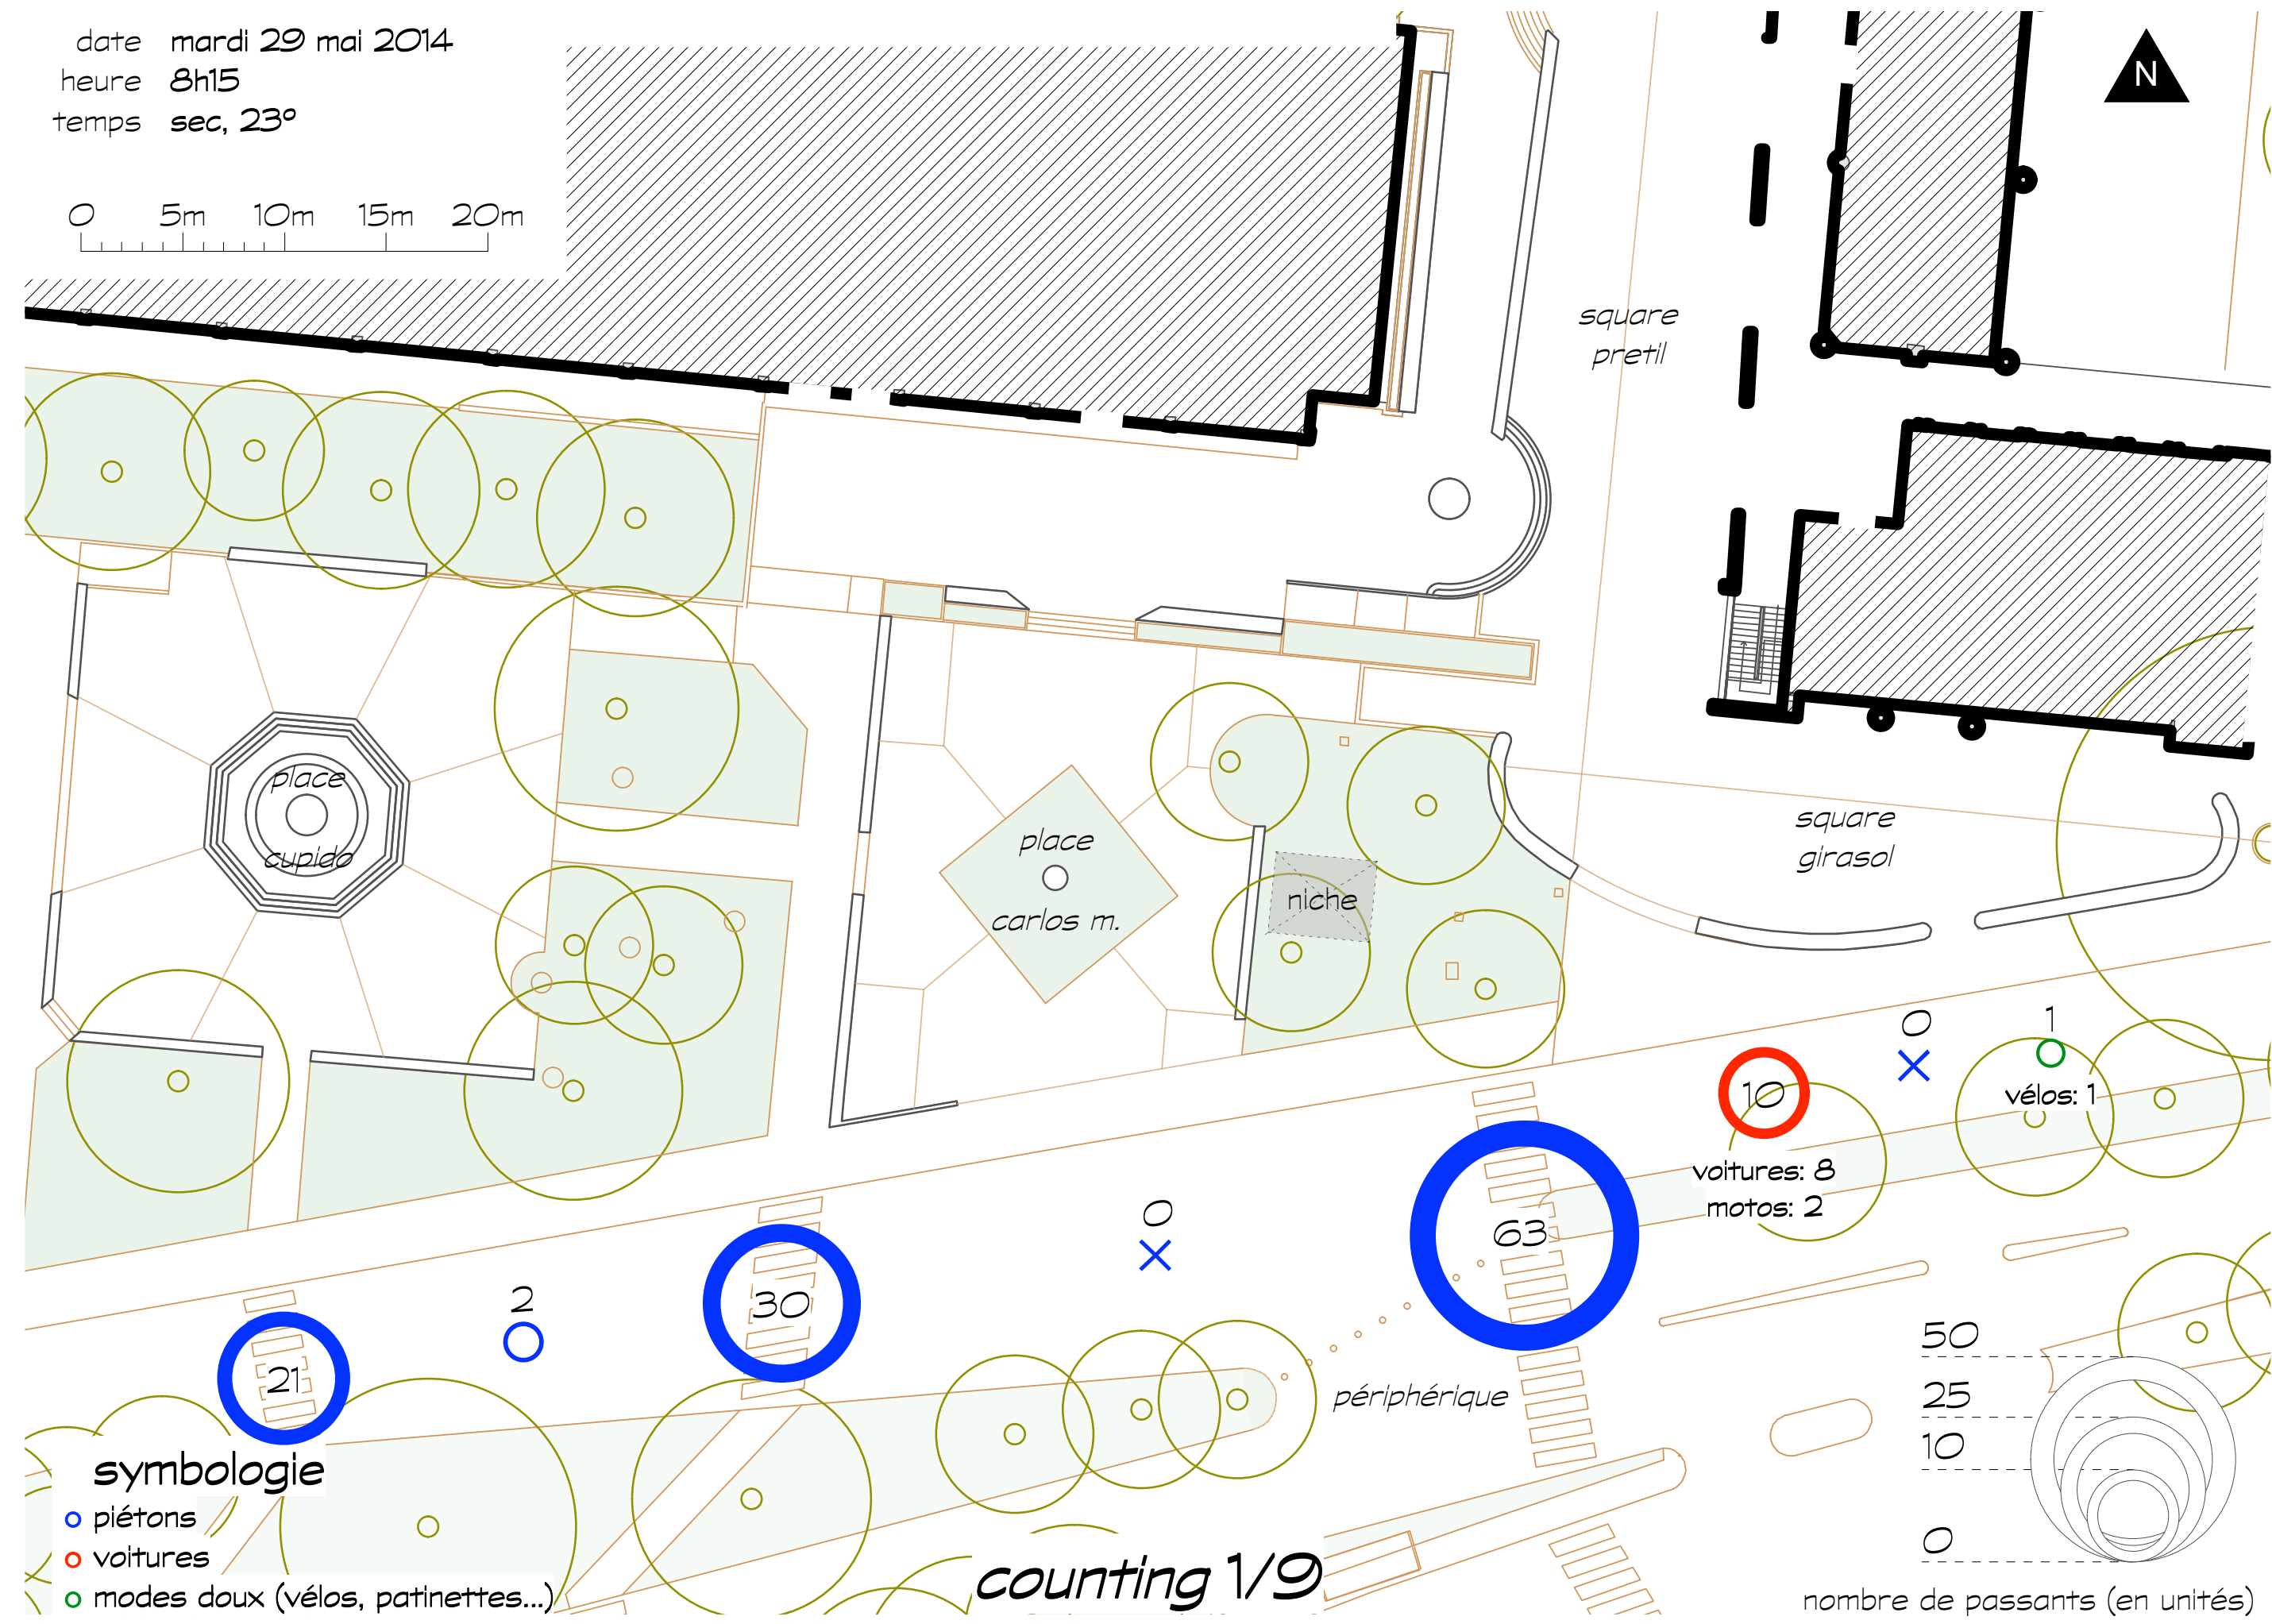 date mardi 29 mai 2014
heure 8h15
temps sec, 23º
0 5m 10m 15m 20m
N
square
pretil
place
cupido
place
carlos m.
niche
square
girasol
0
1
10
vélos: 1
voitures: 8
motos: 2
0
63
2
30
21
périphérique
symbologie
piétons
voitures
modes doux (vélos, patinettes...)
counting 1/9
50
25
10
0
nombre de passants (en unités)